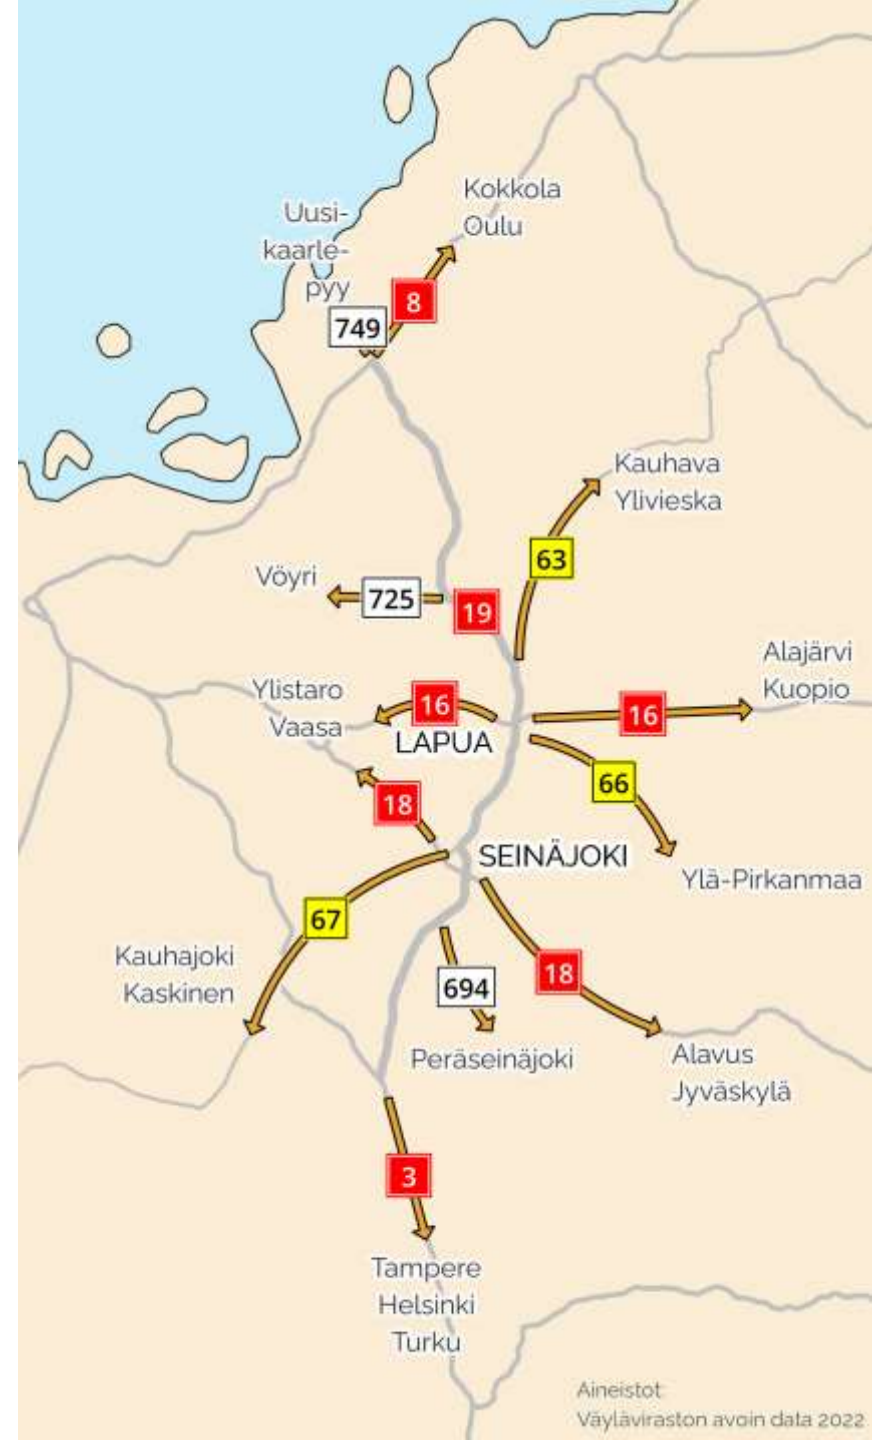 Kokkola
Oulu
Uusi-
kaarle-
pyy
8
749
Kauhava
Ylivieska
63
Vöyri
725
19
Alajärvi
Kuopio
Ylistaro
Vaasa
16
16
LAPUA
66
18
SEINÄJOKI
Ylä-Pirkanmaa
67
Kauhajoki
Kaskinen
18
694
Peräseinäjoki
Alavus
Jyväskylä
3
Tampere
Helsinki
Turku
Aineistot:
Väyläviraston avoin data 2022